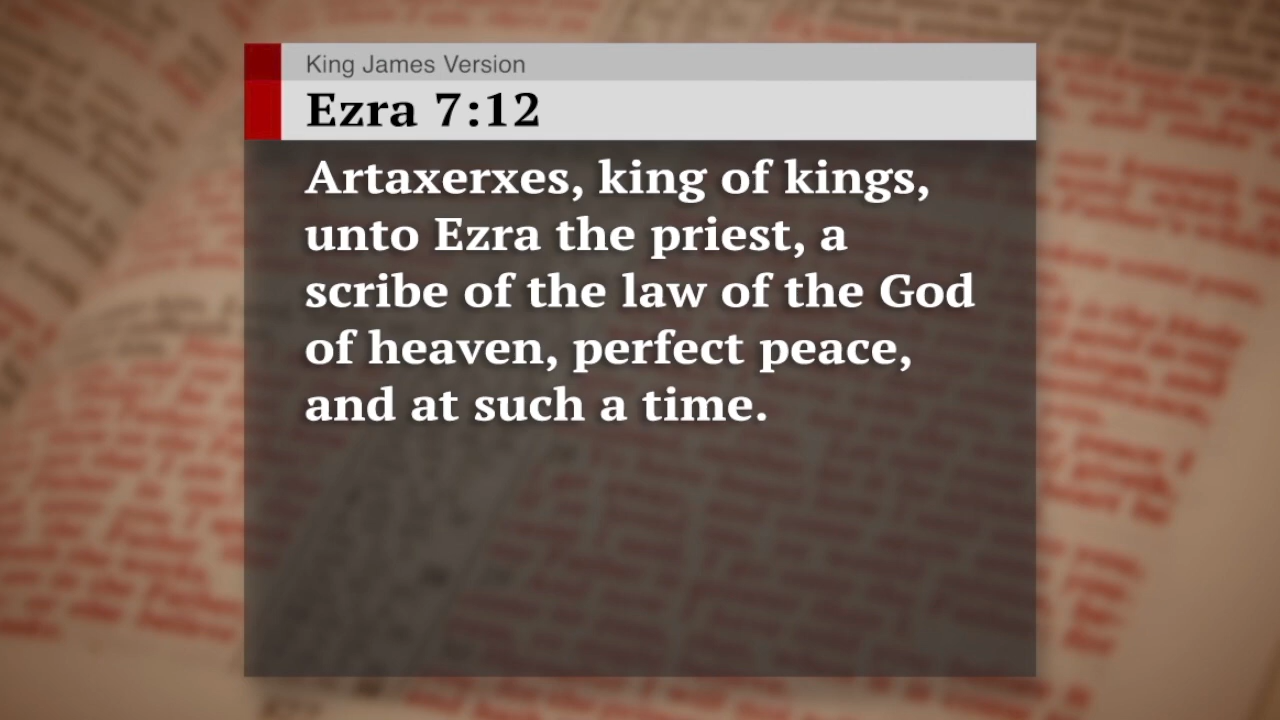 King James Version
Ezra 7:12
Artaxerxes, king of kings,
unto Ezra the priest, a
scribe of the law of the God
of heaven, perfect peace,
and at such a time.